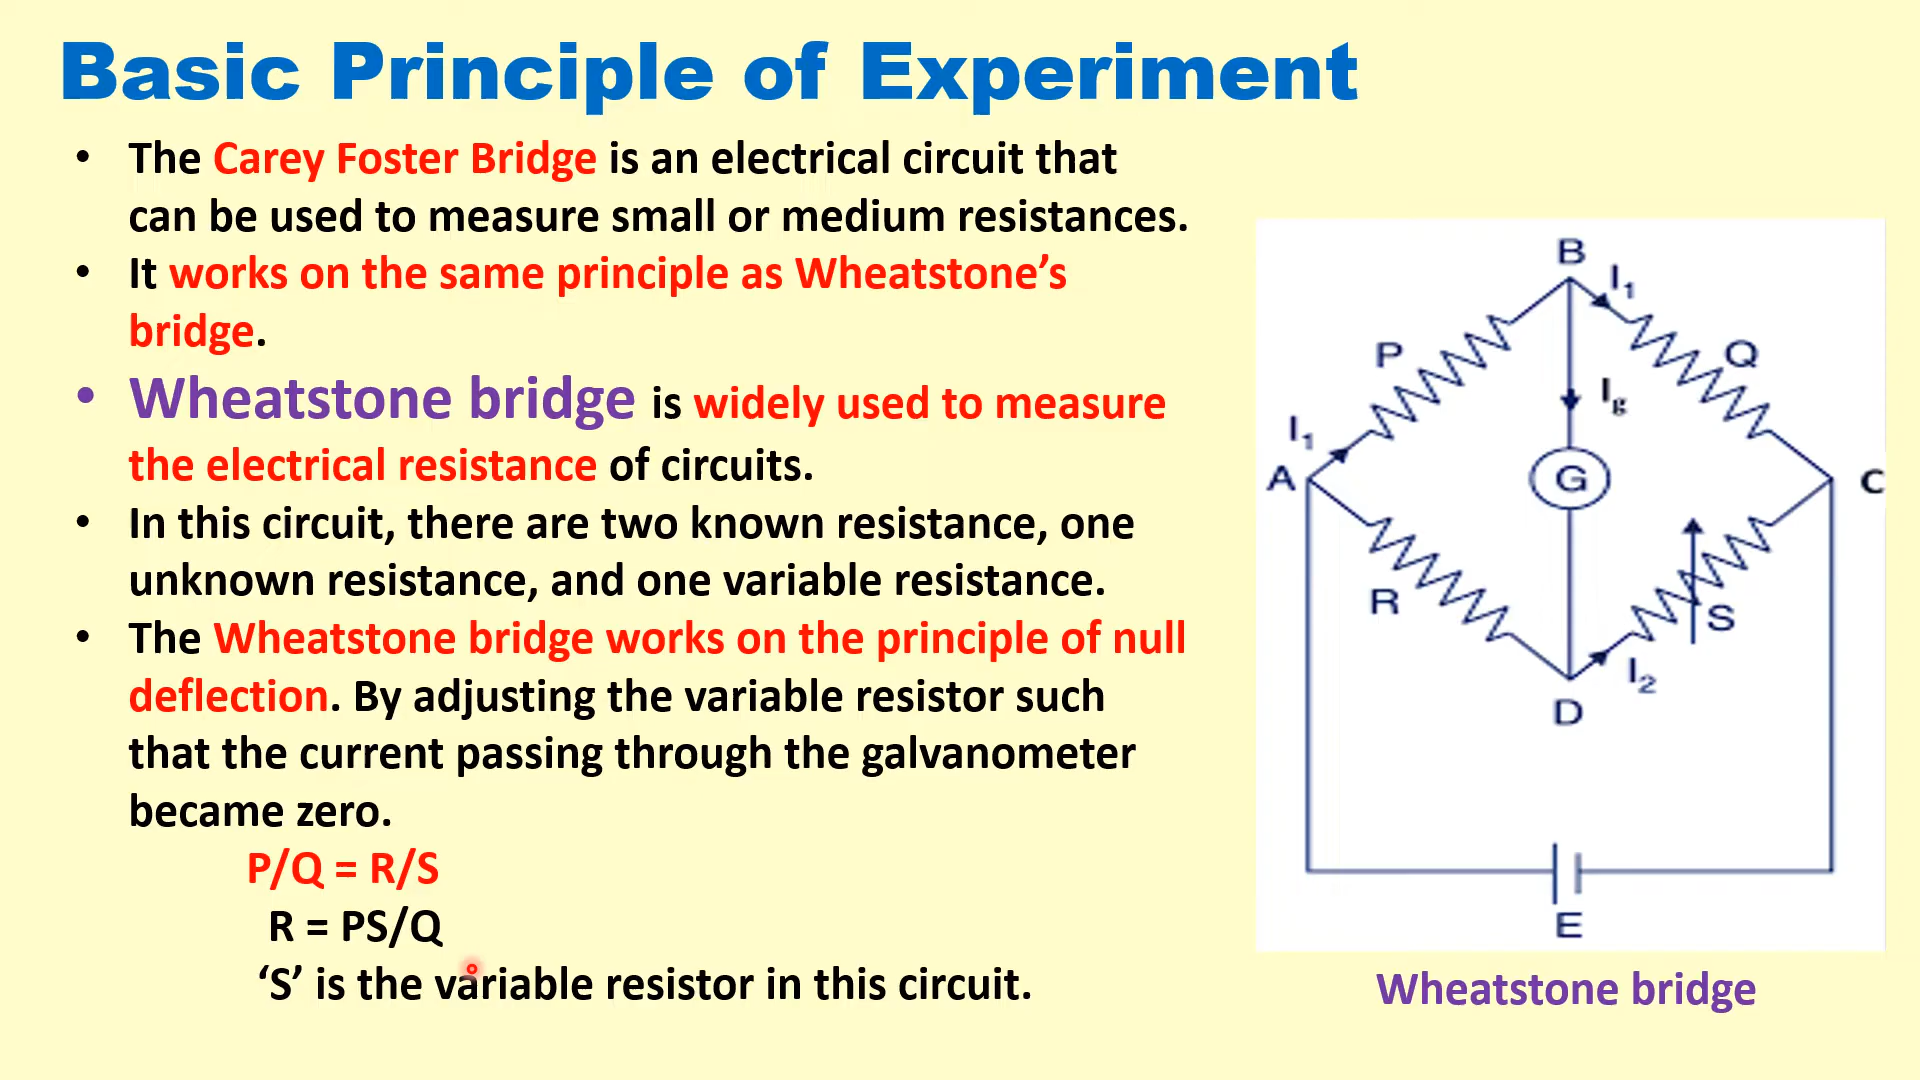 Basic Principle of Experiment
• The Carey Foster Bridge is an electrical circuit that
can be used to measure small or medium resistances.
• It works on the same principle as Wheatstone’s
bridge.
• Wheatstone bridge is widely used to measure
the electrical resistance of circuits.
• In this circuit, there are two known resistance, one
unknown resistance, and one variable resistance.
• The Wheatstone bridge works on the principle of null
deflection. By adjusting the variable resistor such
that the current passing through the galvanometer
became zero.
P/Q = R/S
R = PS/Q
‘S’ is the variable resistor in this circuit.
B
I₁
P
Q
I₁
Ig
A
G
C
R
S
I₂
D
E
Wheatstone bridge